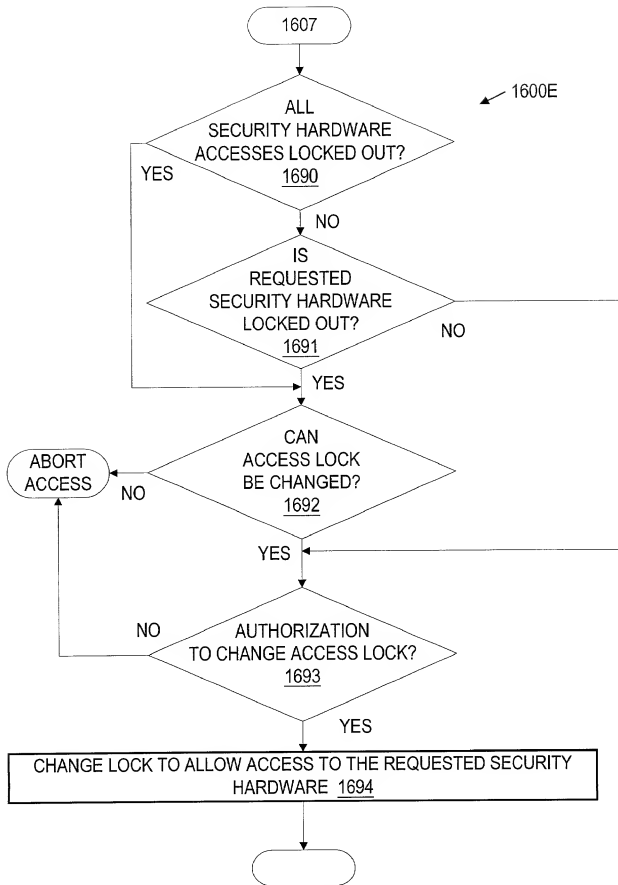 1607
1600E
ALL
SECURITY HARDWARE
ACCESSES LOCKED OUT?
1690
YES
NO
IS
REQUESTED
SECURITY HARDWARE
LOCKED OUT?
1691
NO
YES
CAN
ACCESS LOCK
BE CHANGED?
1692
ABORT
ACCESS
NO
YES
NO
AUTHORIZATION
TO CHANGE ACCESS LOCK?
1693
YES
CHANGE LOCK TO ALLOW ACCESS TO THE REQUESTED SECURITY
HARDWARE 1694